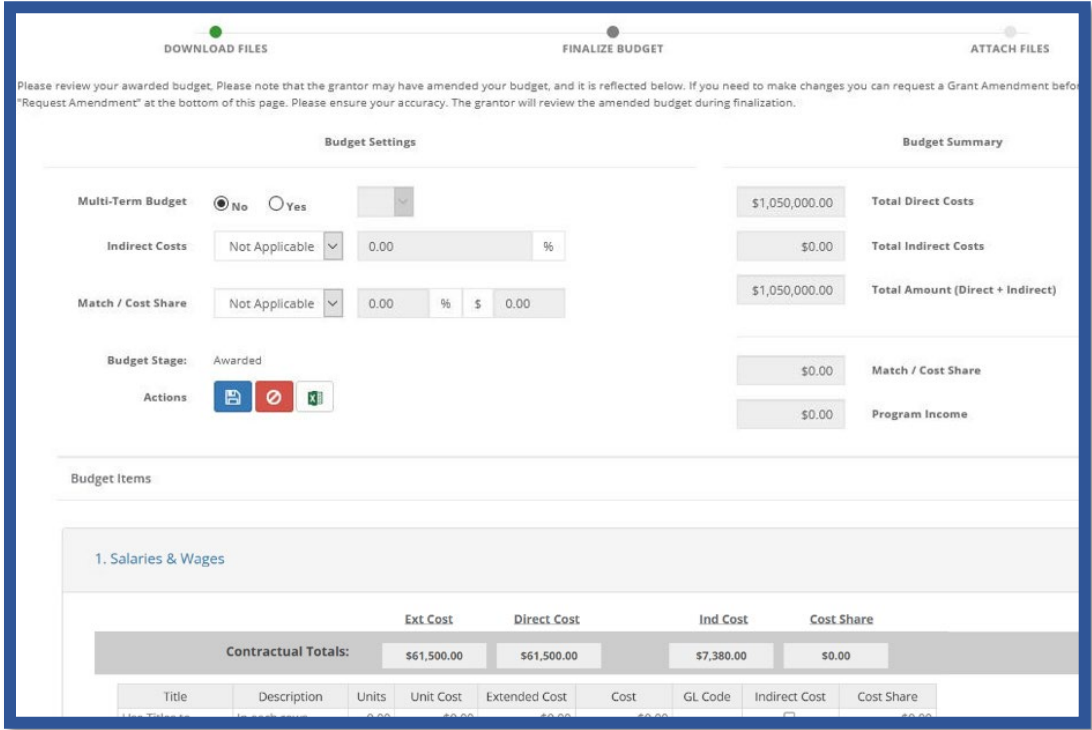 DOWNLOAD FILES FINALIZE BUDGET ATTACH FILES
Please review your awarded budget, Please note that the grantor may have amended your budget, and it is reflected below. If you need to make changes you can request a Grant Amendment befor
"Request Amendment" at the bottom of this page. Please ensure your accuracy. The grantor will review the amended budget during finalization.
Budget Settings Budget Summary
Multi-Term Budget No Yes $1,050,000.00 Total Direct Costs
Indirect Costs Not Applicable 0.00 % $0.00 Total Indirect Costs
Match / Cost Share Not Applicable 0.00 % $ 0.00 $1,050,000.00 Total Amount (Direct + Indirect)
Budget Stage: Awarded $0.00 Match / Cost Share
Actions $0.00 Program Income
Budget Items
1. Salaries & Wages
Ext Cost Direct Cost Ind Cost Cost Share
Contractual Totals: $61,500.00 $61,500.00 $7,380.00 $0.00
Title Description Units Unit Cost Extended Cost Cost GL Code Indirect Cost Cost Share